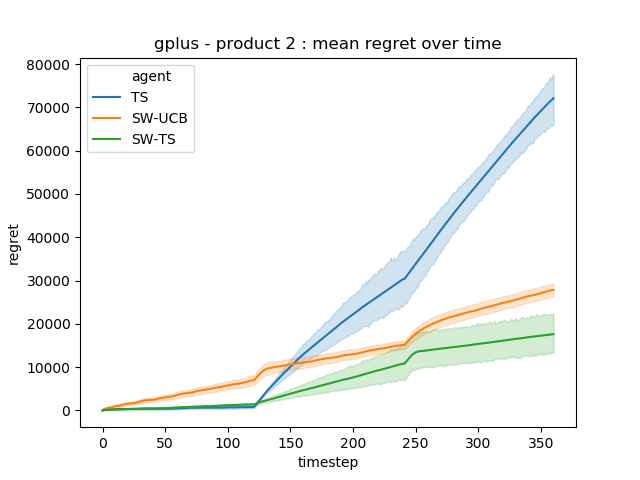 gplus - product 2 : mean regret over time
agent
TS
SW-UCB
SW-TS
80000
70000
60000
50000
40000
30000
20000
10000
0
regret
0 50 100 150 200 250 300 350
timestep